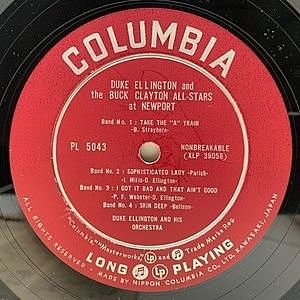 COLUMBIA
DUKE ELLINGTON and
the BUCK CLAYTON ALL-STARS
at NEWPORT
Band No. 1 : TAKE THE "A" TRAIN
- B. Strayhorn -
PL 5043
NONBREAKABLE
(XLP 39058)
Band No. 2 : SOPHISTICATED LADY -Parish-
-I. Mills-D. Ellington-
Band No. 3 : I GOT IT BAD AND THAT AIN'T GOOD
- P. F. Webster-D. Ellington -
Band No. 4 : SKIN DEEP -Bellson-
DUKE ELLINGTON AND HIS
ORCHESTRA
"Columbia" "Masterworks" Lp and Trade Marks Reg.
LONG Lp PLAYING
ALL RIGHTS RESERVED MADE BY NIPPON COLUMBIA CO., LTD. KAWASAKI, JAPAN